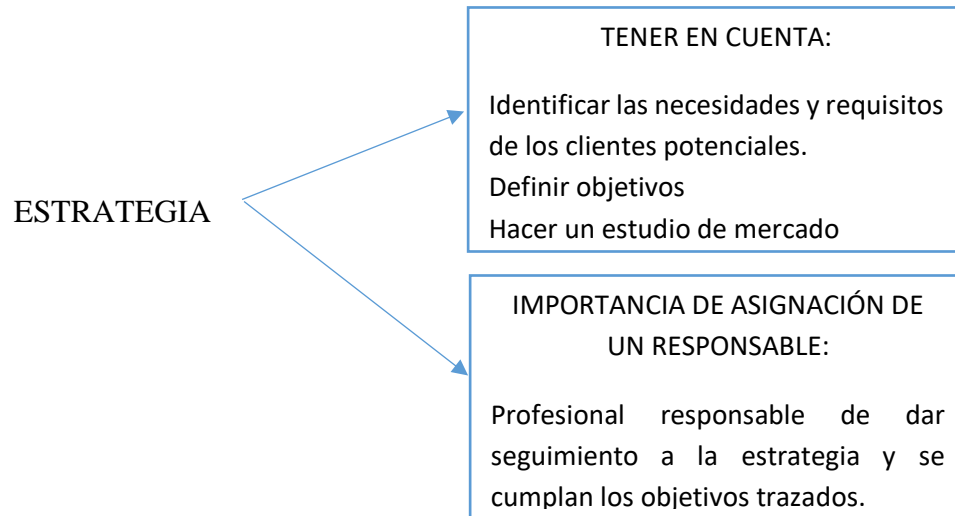 ESTRATEGIA
TENER EN CUENTA:
Identificar las necesidades y requisitos
de los clientes potenciales.
Definir objetivos
Hacer un estudio de mercado
IMPORTANCIA DE ASIGNACIÓN DE
UN RESPONSABLE:
Profesional responsable de dar
seguimiento a la estrategia y se
cumplan los objetivos trazados.